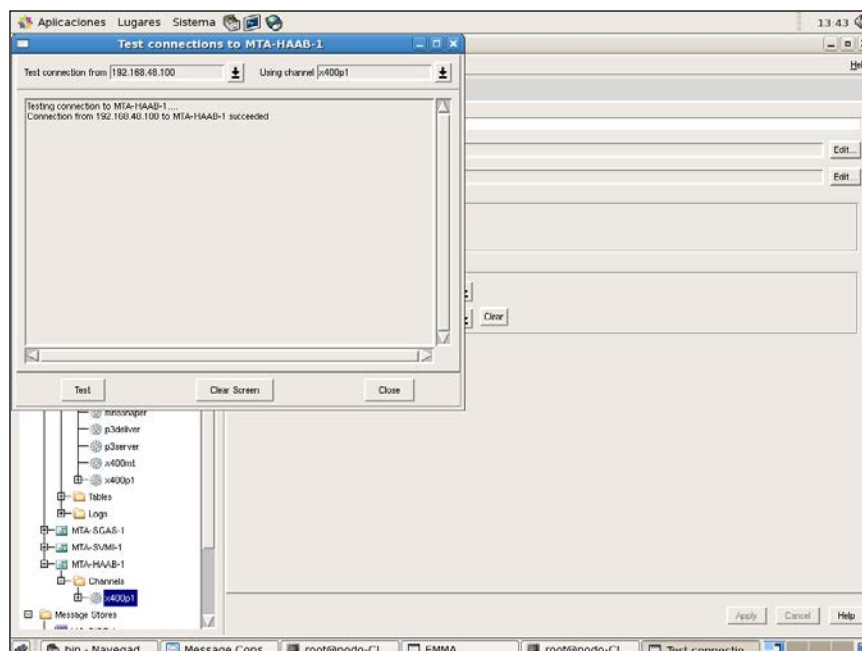 Aplicaciones Lugares Sistema 13:43
Test connections to MTA-HAAB-1
Test connection from 192.168.48.100 Using channel x400p1
Testing connection to MTA-HAAB-1....
Connection from 192.168.48.100 to MTA-HAAB-1 succeeded
Edit...
Edit...
Clear
Test Clear Screen Close
p3deliver
p3server
x400mt
x400p1
Tables
Logs
MTA-SGAS-1
MTA-SVMI-1
MTA-HAAB-1
Channels
x400p1
Message Stores
Apply Cancel Help
bin - Navegad... Message Cons... root@nodo-CL... EMMA root@nodo-CL... Test connectio...